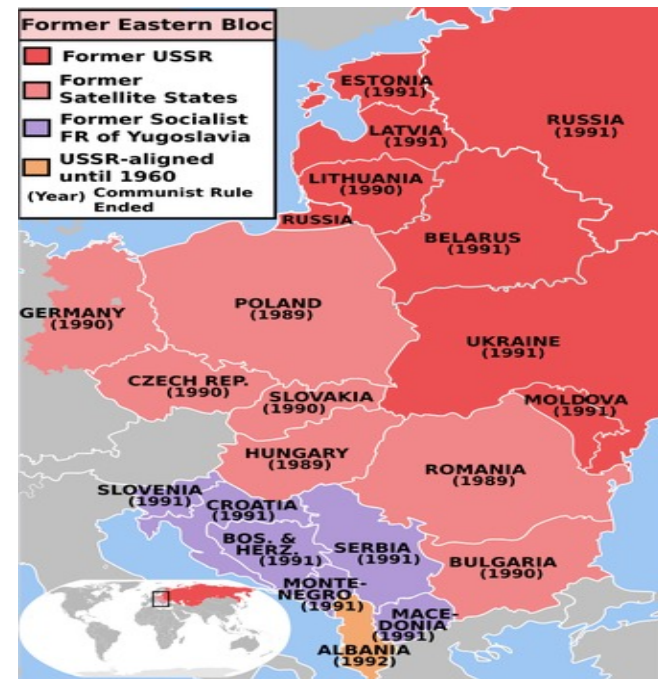 Former Eastern Bloc
Former USSR
Former
Satellite States
Former Socialist
FR of Yugoslavia
USSR-aligned
until 1960
(Year) Communist Rule
Ended
ESTONIA
(1991)
RUSSIA
(1991)
LATVIA
(1991)
LITHUANIA
(1990)
RUSSIA
BELARUS
(1991)
POLAND
(1989)
GERMANY
(1990)
UKRAINE
(1991)
CZECH REP.
(1990)
SLOVAKIA
(1990)
MOLDOVA
(1991)
HUNGARY
(1989)
ROMANIA
(1989)
SLOVENIA
(1991)
CROATIA
(1991)
BOS. &
HERZ.
(1991)
SERBIA
(1991)
BULGARIA
(1990)
MONTE-
NEGRO
(1991)
MACE-
DONIA
(1991)
ALBANIA
(1992)